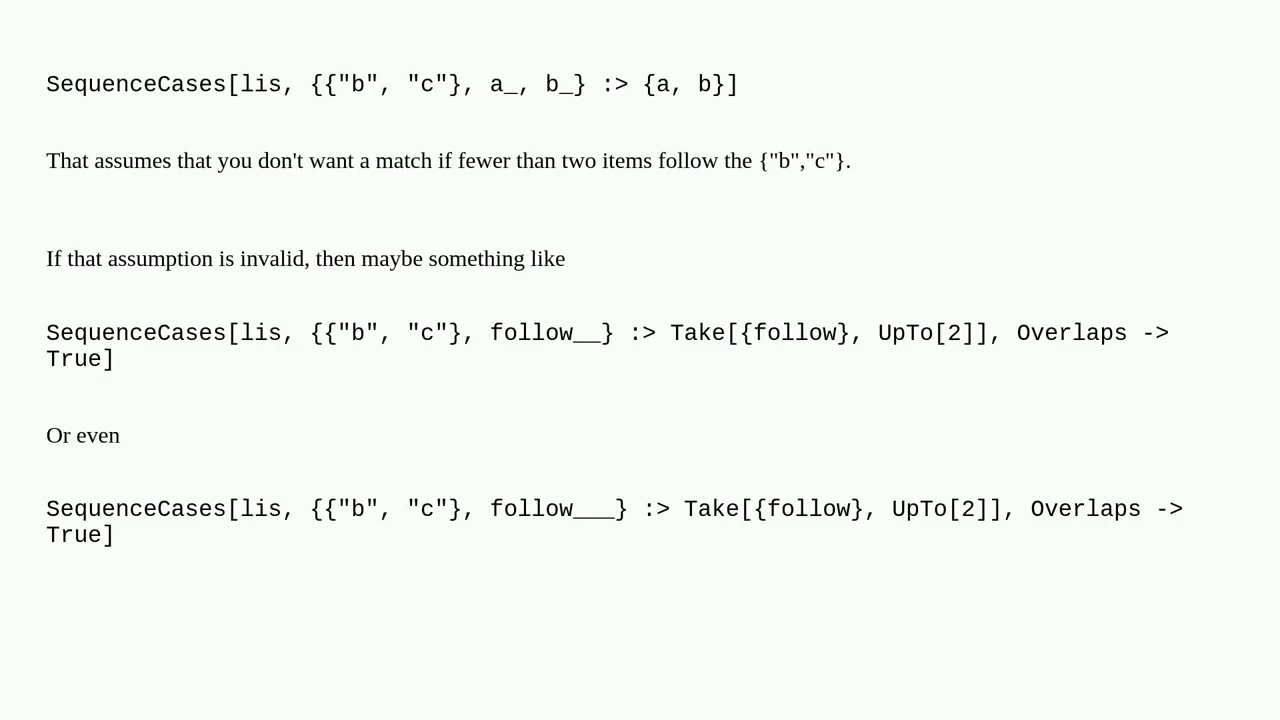 SequenceCases[lis, {{"b", "c"}, a_, b_} :> {a, b}]
That assumes that you don't want a match if fewer than two items follow the {"b","c"}.
If that assumption is invalid, then maybe something like
SequenceCases[lis, {{"b", "c"}, follow__} :> Take[{follow}, UpTo[2]], Overlaps ->
True]
Or even
SequenceCases[lis, {{"b", "c"}, follow___} :> Take[{follow}, UpTo[2]], Overlaps ->
True]